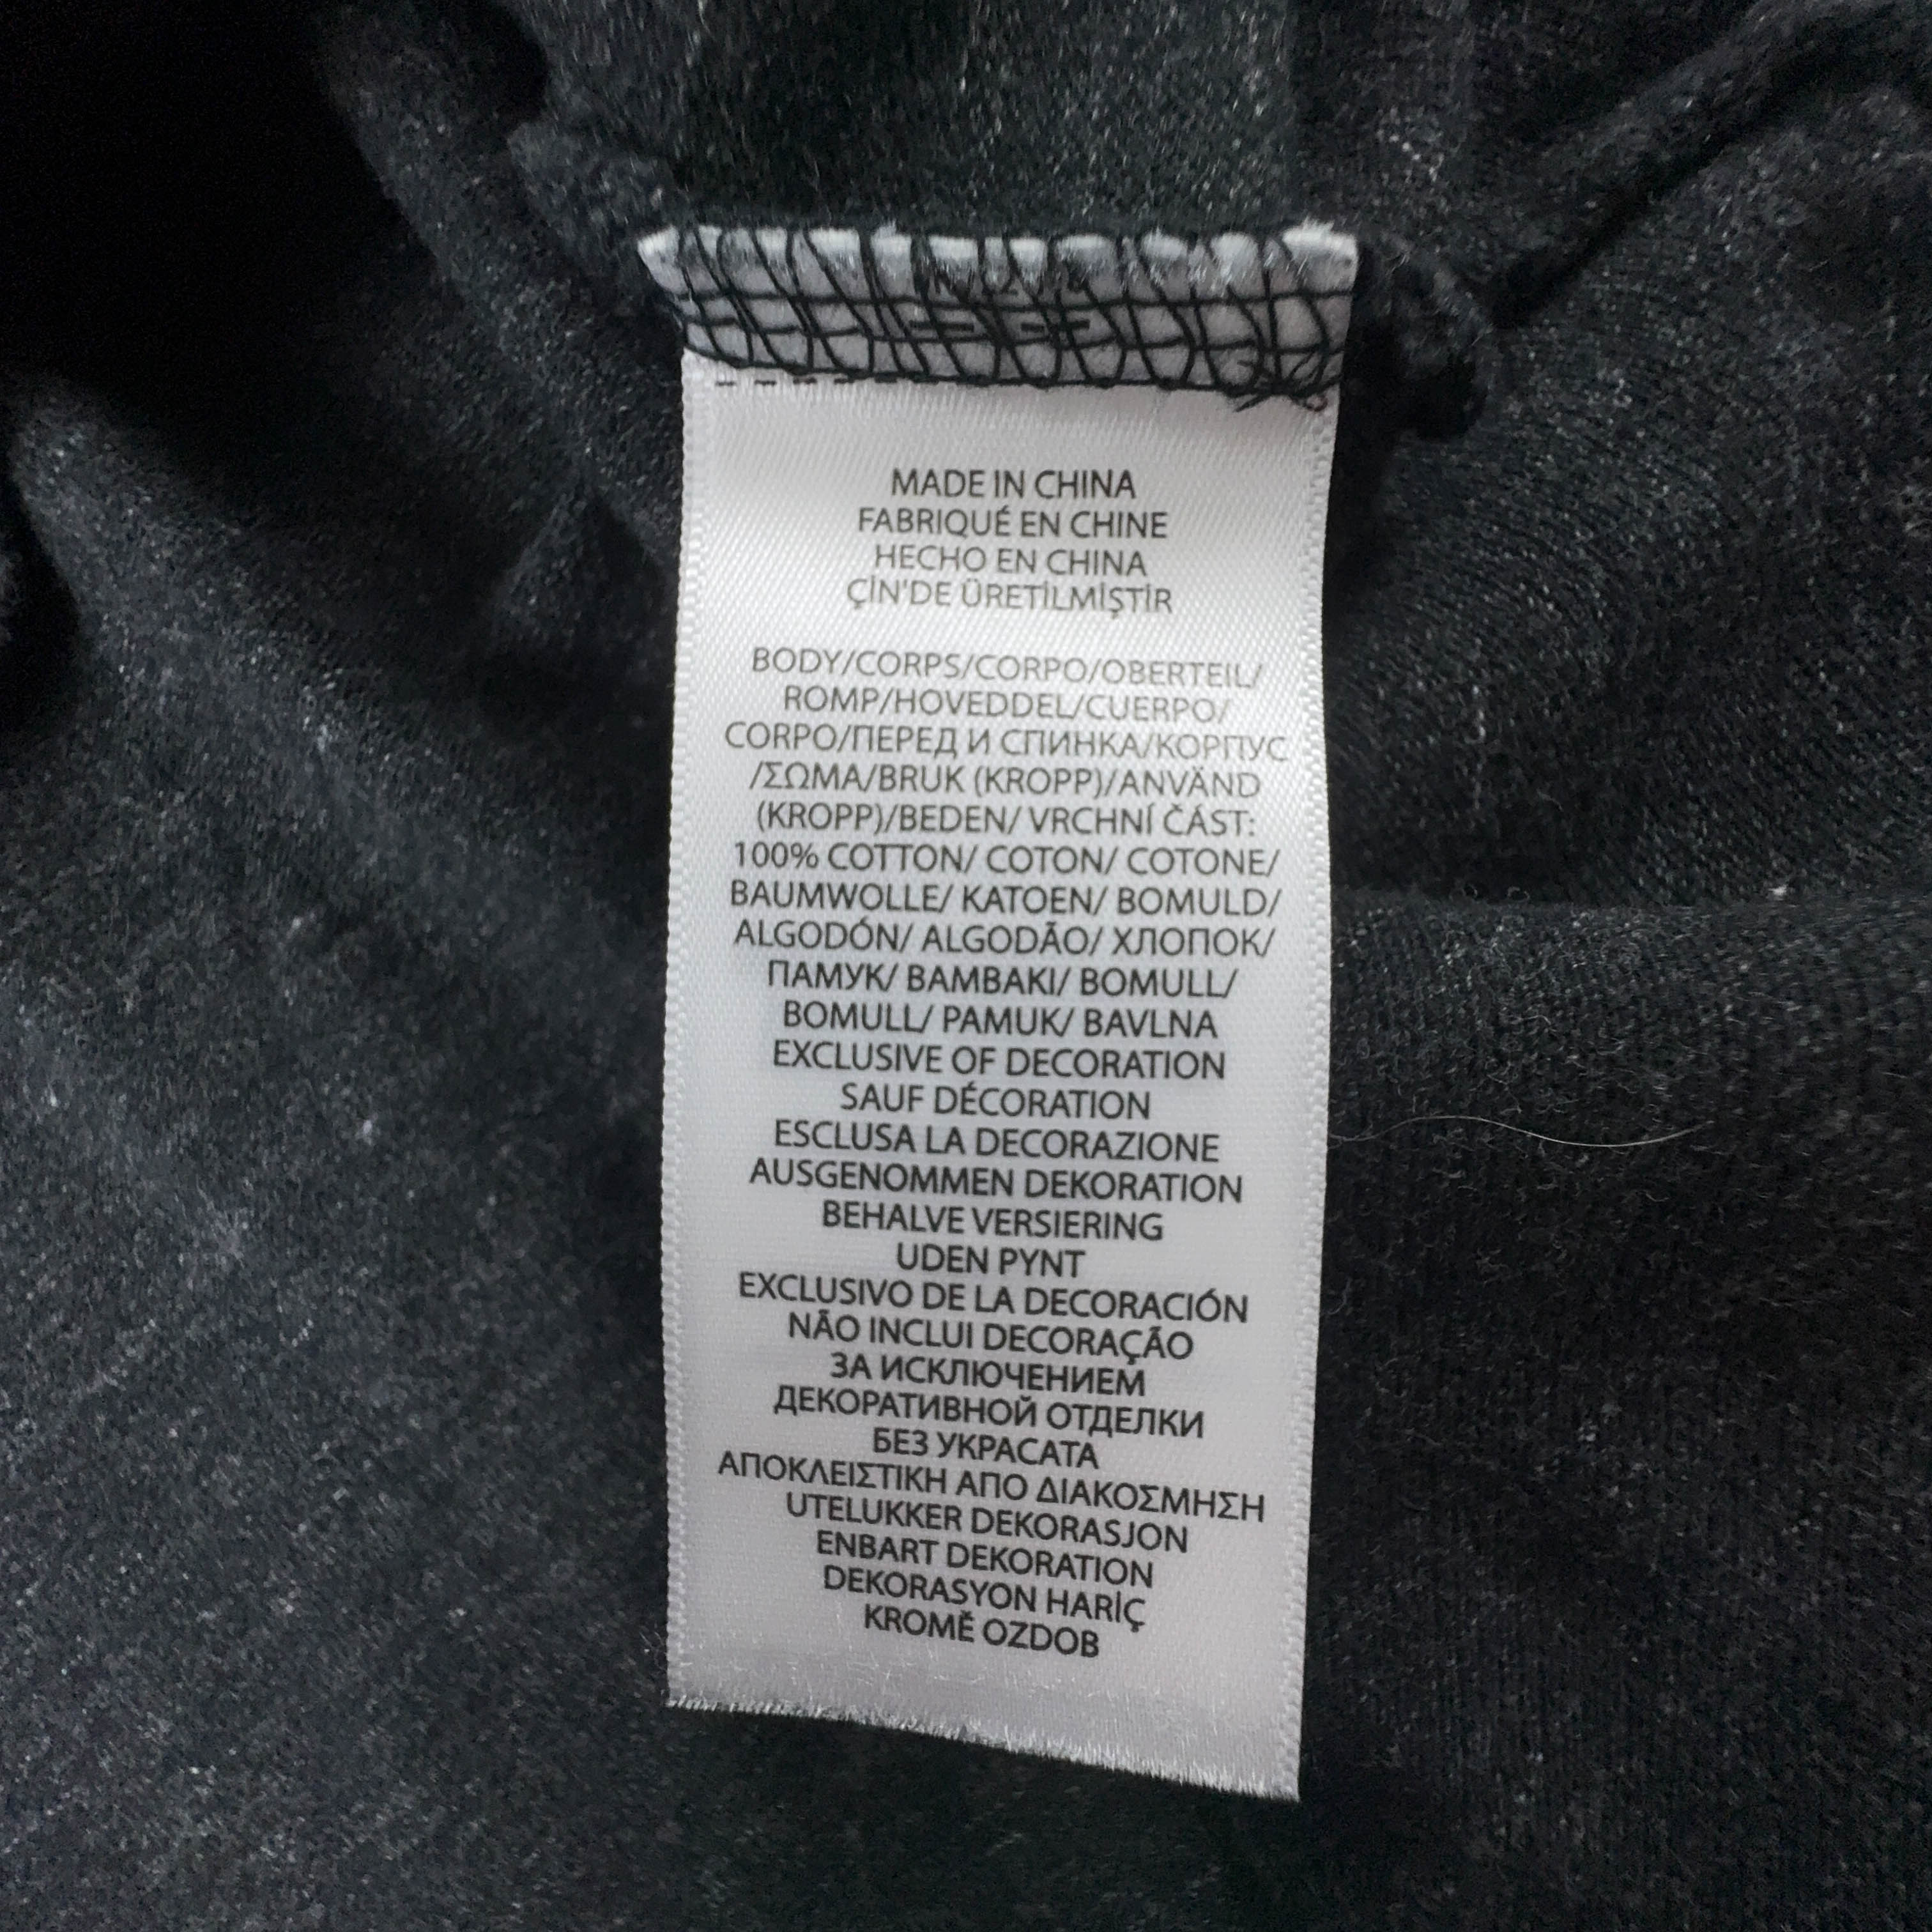 MADE IN CHINA
FABRIQUÉ EN CHINE
HECHO EN CHINA
ÇİN'DE ÜRETİLMİŞTİR
BODY/CORPS/CORPO/OBERTEIL/
ROMP/HOVEDDEL/CUERPO/
CORPO/ПЕРЕД И СПИНКА/КОРПУС
/ΣΩΜΑ/BRUK (KROPP)/ANVÄND
(KROPP)/BEDEN/ VRCHNÍ ČÁST:
100% COTTON/ COTON/ COTONE/
BAUMWOLLE/ KATOEN/ BOMULD/
ALGODÓN/ ALGODÃO/ ХЛОПОК/
ПАМУК/ ΒΑΜΒΑΚΙ/ BOMULL/
BOMULL/ PAMUK/ BAVLNA
EXCLUSIVE OF DECORATION
SAUF DÉCORATION
ESCLUSA LA DECORAZIONE
AUSGENOMMEN DEKORATION
BEHALVE VERSIERING
UDEN PYNT
EXCLUSIVO DE LA DECORACIÓN
NÃO INCLUI DECORAÇÃO
ЗА ИСКЛЮЧЕНИЕМ
ДЕКОРАТИВНОЙ ОТДЕЛКИ
БЕЗ УКРАСАТА
ΑΠΟΚΛΕΙΣΤΙΚΗ ΑΠΟ ΔΙΑΚΟΣΜΗΣΗ
UTELUKKER DEKORASJON
ENBART DEKORATION
DEKORASYON HARİÇ
KROMĚ OZDOB